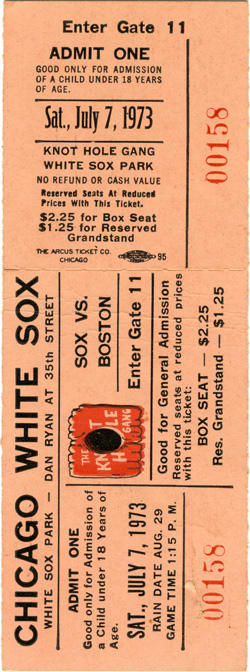 Enter Gate 11
ADMIT ONE
GOOD ONLY FOR ADMISSION
OF A CHILD UNDER 18 YEARS
OF AGE.
Sat., July 7, 1973
KNOT HOLE GANG
WHITE SOX PARK
NO REFUND OR CASH VALUE
Reserved Seats At Reduced
Prices With This Ticket.
$2.25 for Box Seat
$1.25 for Reserved
Grandstand
THE ARCUS TICKET CO.
CHICAGO
95
00158
CHICAGO WHITE SOX
WHITE SOX PARK — DAN RYAN AT 35th STREET
SOX VS.
BOSTON
Enter Gate 11
THE
KNOT
HOLE
GANG
Good for General Admission
Reserved seats at reduced prices
with this ticket:
BOX SEAT — $2.25
Res. Grandstand — $1.25
ADMIT ONE
Good only for Admission of
a Child under 18 Years of
Age.
SAT., JULY 7, 1973
RAIN DATE AUG. 29
GAME TIME 1:15 P. M.
00158